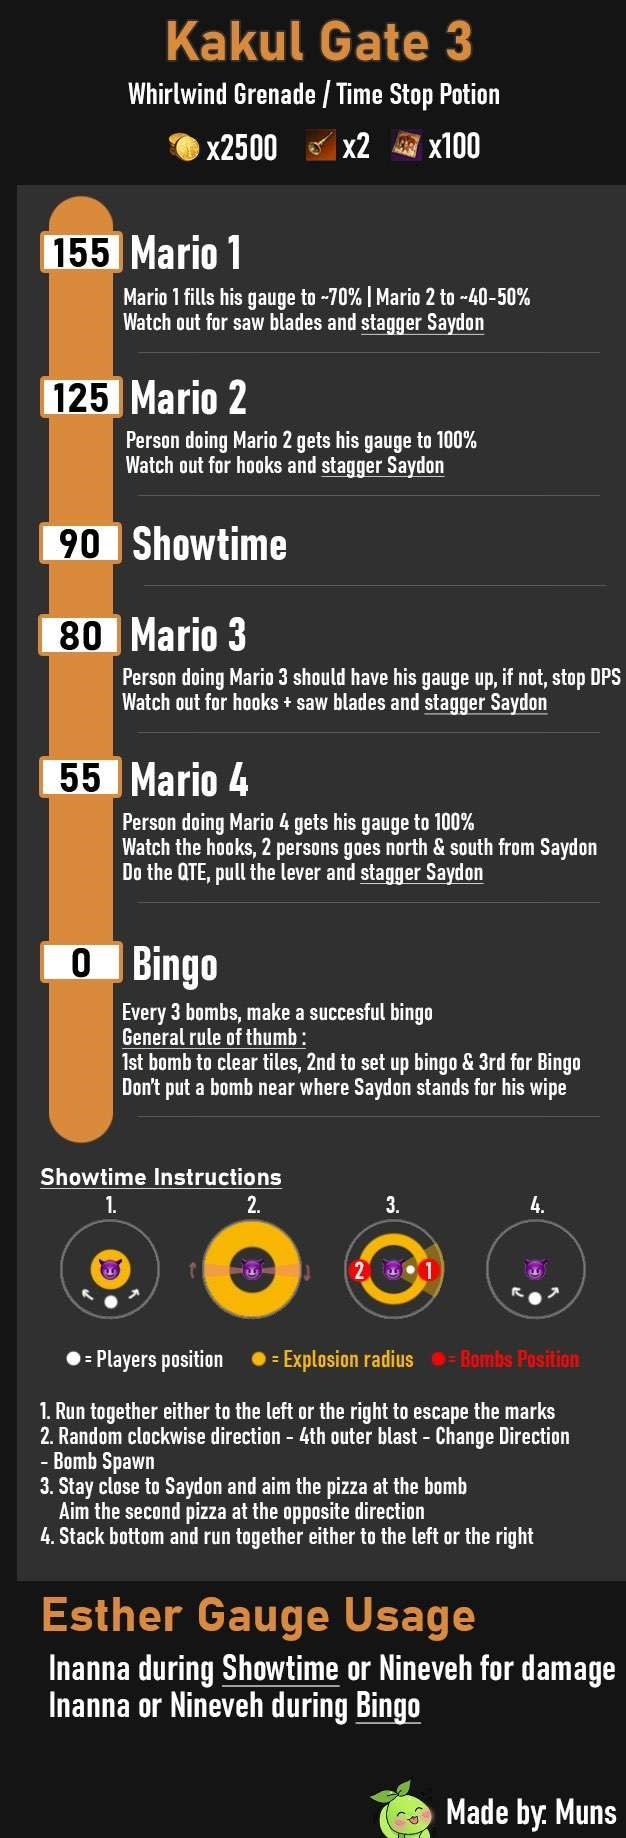 Kakul Gate 3
Whirlwind Grenade / Time Stop Potion
x2500 x2 x100
155 Mario 1
Mario 1 fills his gauge to ~70% | Mario 2 to ~40-50%
Watch out for saw blades and stagger Saydon
125 Mario 2
Person doing Mario 2 gets his gauge to 100%
Watch out for hooks and stagger Saydon
90 Showtime
80 Mario 3
Person doing Mario 3 should have his gauge up, if not, stop DPS
Watch out for hooks + saw blades and stagger Saydon
55 Mario 4
Person doing Mario 4 gets his gauge to 100%
Watch the hooks, 2 persons goes north & south from Saydon
Do the QTE, pull the lever and stagger Saydon
0 Bingo
Every 3 bombs, make a succesful bingo
General rule of thumb :
1st bomb to clear tiles, 2nd to set up bingo & 3rd for Bingo
Don't put a bomb near where Saydon stands for his wipe
Showtime Instructions
1. 2. 3. 4.
2 1
= Players position = Explosion radius = Bombs Position
1. Run together either to the left or the right to escape the marks
2. Random clockwise direction - 4th outer blast - Change Direction
- Bomb Spawn
3. Stay close to Saydon and aim the pizza at the bomb
Aim the second pizza at the opposite direction
4. Stack bottom and run together either to the left or the right
Esther Gauge Usage
Inanna during Showtime or Nineveh for damage
Inanna or Nineveh during Bingo
Made by: Muns